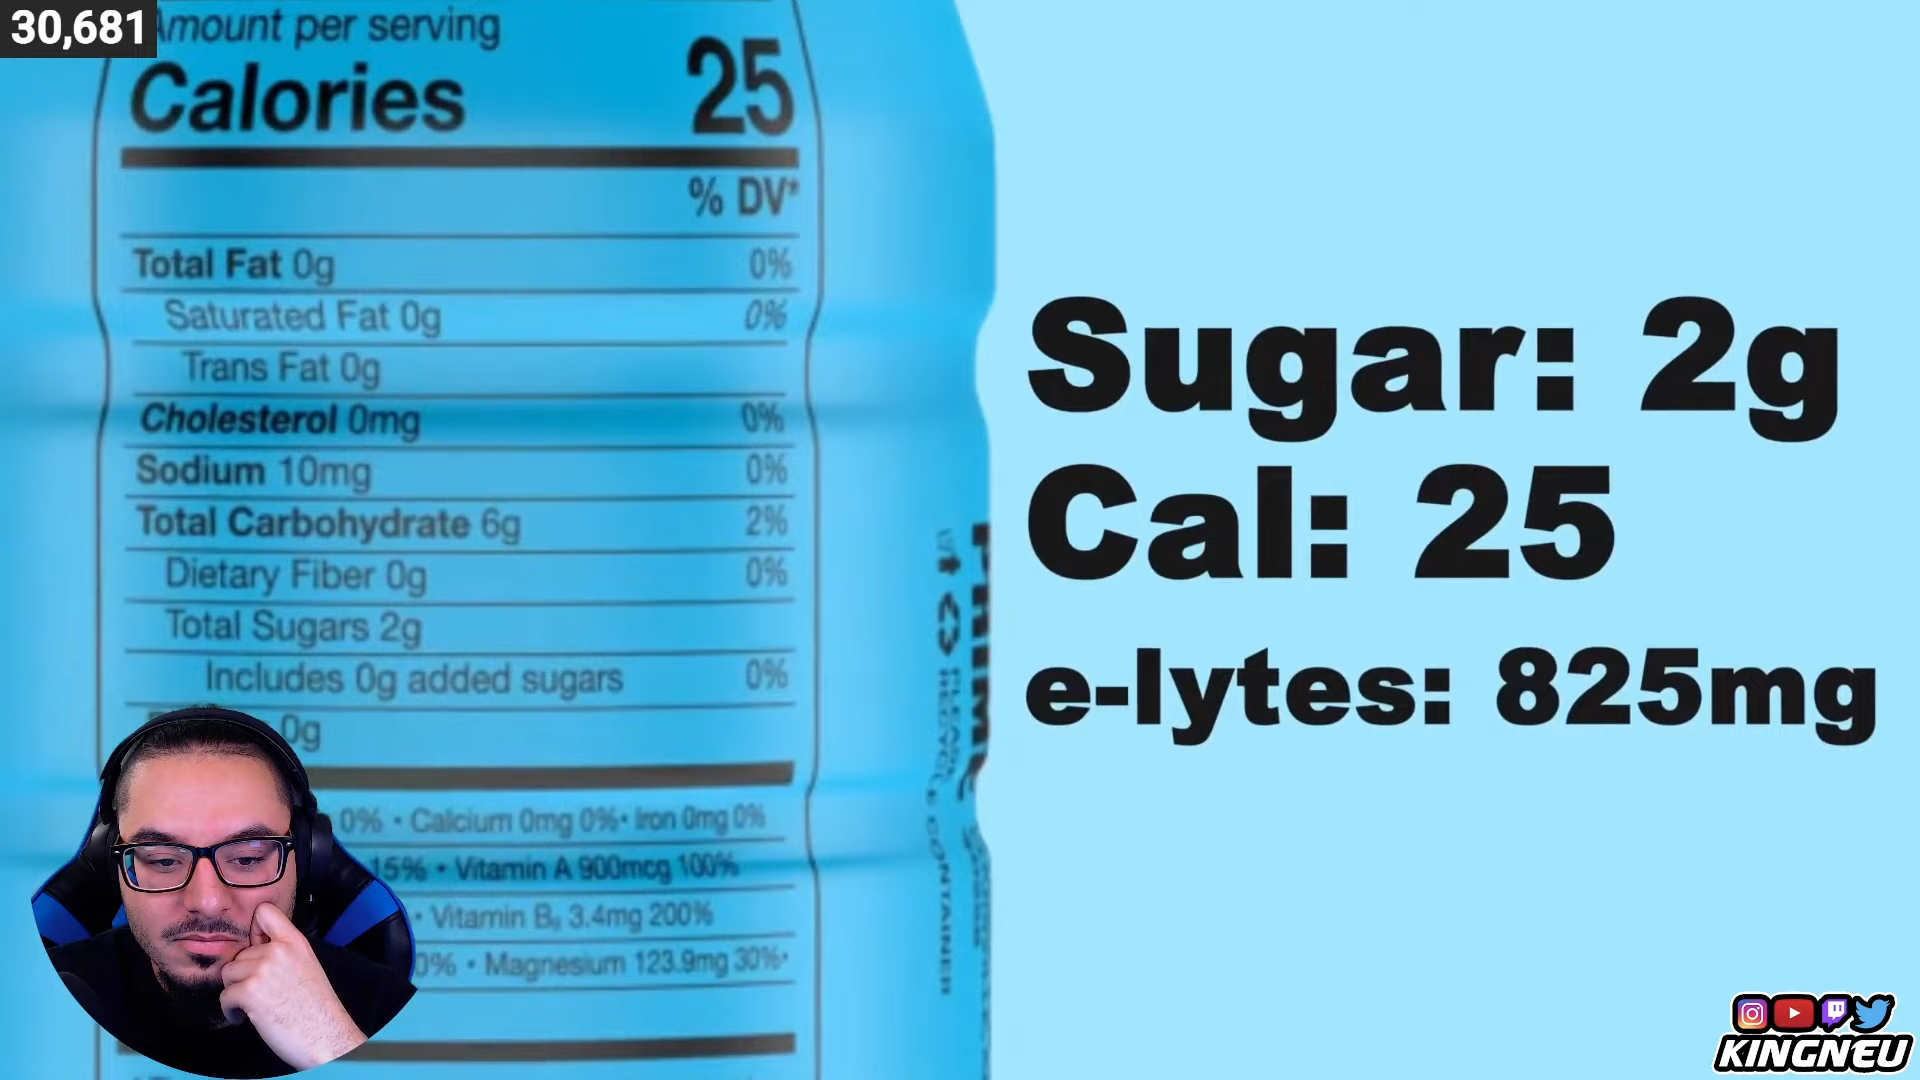 30,681
Amount per serving
Calories 25
% DV*
Total Fat 0g 0%
Saturated Fat 0g 0%
Trans Fat 0g
Cholesterol 0mg 0%
Sodium 10mg 0%
Total Carbohydrate 6g 2%
Dietary Fiber 0g 0%
Total Sugars 2g
Includes 0g added sugars 0%
0g
0% • Calcium 0mg 0% • Iron 0mg 0%
15% • Vitamin A 900mcg 100%
• Vitamin B₆ 3.4mg 200%
0% • Magnesium 123.9mg 30% •
PRIME
CONTAINER
Sugar: 2g
Cal: 25
e-lytes: 825mg
KINGNEU